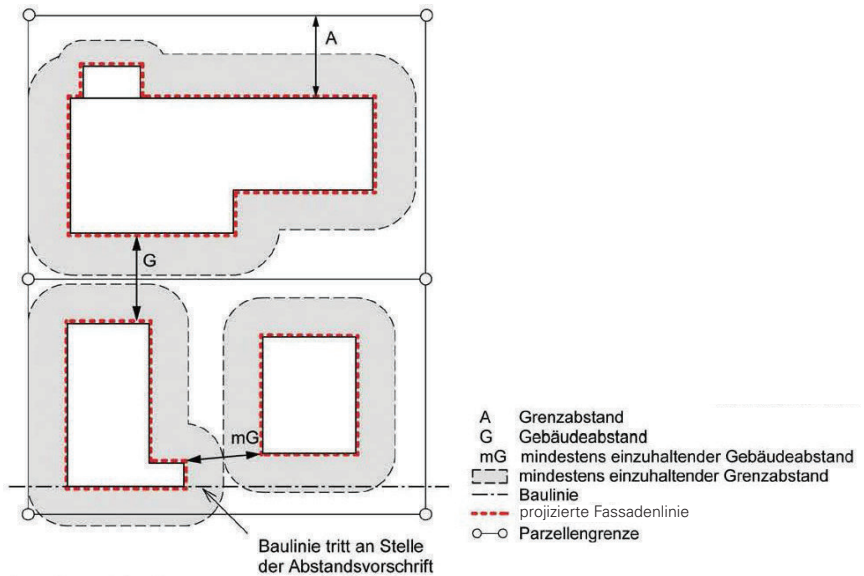 A
G
mG
Baulinie tritt an Stelle
der Abstandsvorschrift
A Grenzabstand
G Gebäudeabstand
mG mindestens einzuhaltender Gebäudeabstand
mindestens einzuhaltender Grenzabstand
Baulinie
projizierte Fassadenlinie
Parzellengrenze